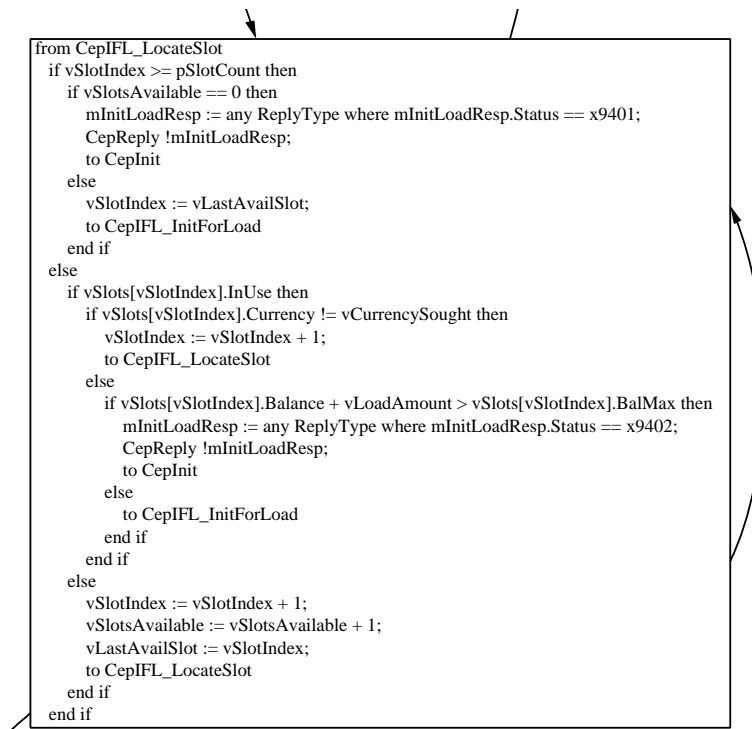 from CepIFL_LocateSlot
if vSlotIndex >= pSlotCount then
if vSlotsAvailable == 0 then
mInitLoadResp := any ReplyType where mInitLoadResp.Status == x9401;
CepReply !mInitLoadResp;
to CepInit
else
vSlotIndex := vLastAvailSlot;
to CepIFL_InitForLoad
end if
else
if vSlots[vSlotIndex].InUse then
if vSlots[vSlotIndex].Currency != vCurrencySought then
vSlotIndex := vSlotIndex + 1;
to CepIFL_LocateSlot
else
if vSlots[vSlotIndex].Balance + vLoadAmount > vSlots[vSlotIndex].BalMax then
mInitLoadResp := any ReplyType where mInitLoadResp.Status == x9402;
CepReply !mInitLoadResp;
to CepInit
else
to CepIFL_InitForLoad
end if
end if
else
vSlotIndex := vSlotIndex + 1;
vSlotsAvailable := vSlotsAvailable + 1;
vLastAvailSlot := vSlotIndex;
to CepIFL_LocateSlot
end if
end if